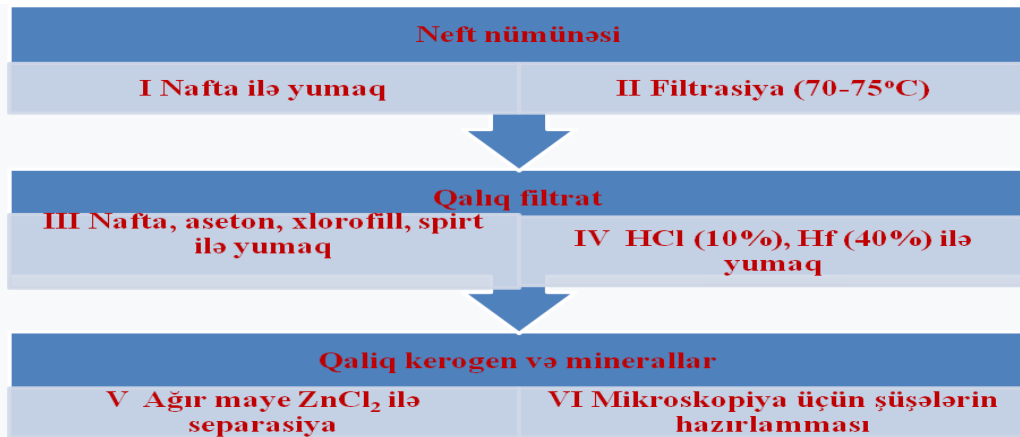 Neft nümünəsi
I Nafta ilə yumaq
II Filtrasiya (70-75°C)
Qalıq filtrat
III Nafta, aseton, xlorofill, spirt
ilə yumaq
IV HCl (10%), Hf (40%) ilə
yumaq
Qaliq kerogen və minerallar
V Ağır maye ZnCl₂ ilə
separasiya
VI Mikroskopiya üçün şüşələrin
hazırlamması